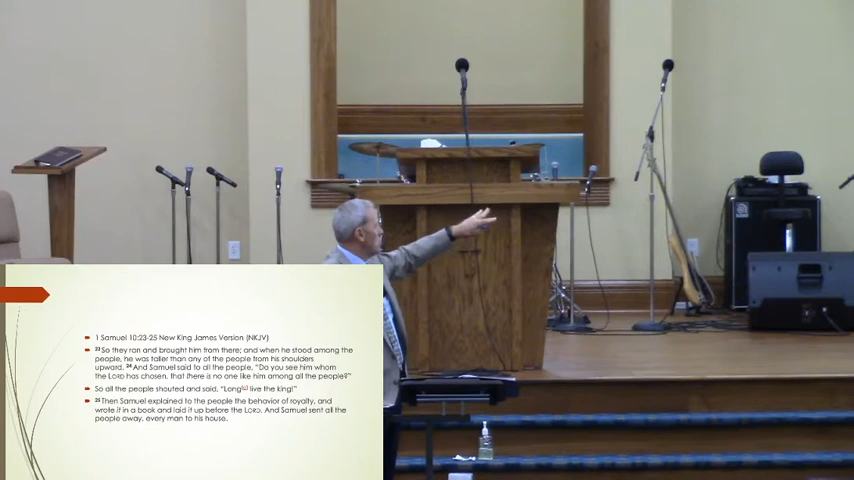 1 Samuel 10:23-25 New King James Version (NKJV)
23 So they ran and brought him from there; and when he stood among the
people, he was taller than any of the people from his shoulders
upward. 24 And Samuel said to all the people, “Do you see him whom
the LORD has chosen, that there is no one like him among all the people?”
So all the people shouted and said, “Long[c] live the king!”
25 Then Samuel explained to the people the behavior of royalty, and
wrote it in a book and laid it up before the LORD. And Samuel sent all the
people away, every man to his house.